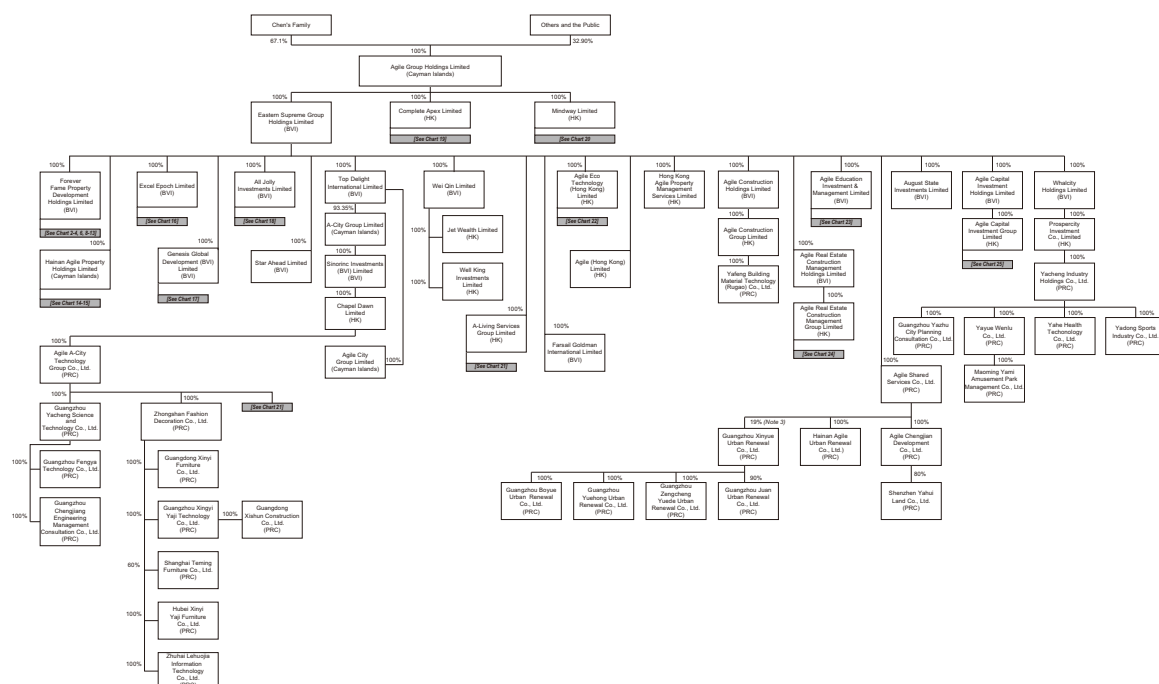 Chen's Family
Others and the Public
67.1%
32.90%
100%
Agile Group Holdings Limited
(Cayman Islands)
100%
100%
100%
Eastern Supreme Group
Holdings Limited
(BVI)
Complete Apex Limited
(HK)
[See Chart 19]
Mindway Limited
(HK)
[See Chart 20
100%
Forever
Fame Property
Development
Holdings Limited
(BVI)
[See Chart 2-4, 6, 8-13]
100%
Hainan Agile Property
Holdings Limited
(Cayman Islands)
[See Chart 14-15]
100%
Excel Epoch Limited
(BVI)
[See Chart 16]
100%
Genesis Global
Development (BVI)
Limited
(BVI)
[See Chart 17]
100%
All Jolly
Investments Limited
(BVI)
[See Chart 18]
100%
Star Ahead Limited
(BVI)
100%
Top Delight
International Limited
(BVI)
93.35%
A-City Group Limited
(Cayman Islands)
100%
Sinorinc Investments
(BVI) Limited
(BVI)
100%
Chapel Dawn
Limited
(HK)
Agile City
Group Limited
(Cayman Islands)
100%
100%
Wei Qin Limited
(BVI)
100%
Jet Wealth Limited
(HK)
100%
Well King
Investments
Limited
(HK)
100%
A-Living Services
Group Limited
(HK)
[See Chart 21]
100%
Farsail Goldman
International Limited
(BVI)
100%
Agile Eco
Technology
(Hong Kong)
Limited
(HK)
[See Chart 22]
100%
Agile (Hong Kong)
Limited
(HK)
100%
Hong Kong
Agile Property
Management
Services Limited
(HK)
100%
Agile Construction
Holdings Limited
(BVI)
100%
Agile Construction
Group Limited
(HK)
100%
Yafeng Building
Material Technology
(Rugao) Co., Ltd.
(PRC)
100%
Agile Education
Investment &
Management Limited
(BVI)
[See Chart 23]
100%
Agile Real Estate
Construction
Management
Holdings Limited
(BVI)
100%
Agile Real Estate
Construction
Management
Group Limited
(HK)
[See Chart 24]
100%
August State
Investments Limited
(BVI)
100%
Agile Capital
Investment
Holdings Limited
(BVI)
100%
Agile Capital
Investment Group
Limited
(HK)
[See Chart 25]
100%
Whalcity
Holdings Limited
(BVI)
100%
Prospercity
Investment
Co., Limited
(HK)
100%
Yacheng Industry
Holdings Co., Ltd.
(PRC)
100%
100%
100%
100%
Guangzhou Yazhu
City Planning
Consultation Co., Ltd.
(PRC)
Yayue Wenlu
Co., Ltd.
(PRC)
Yahe Health
Techonology
Co., Ltd.
(PRC)
Yadong Sports
Industry Co., Ltd.
(PRC)
100%
Maoming Yami
Amusement Park
Management Co., Ltd.
(PRC)
100%
Agile Shared
Services Co., Ltd.
(PRC)
19% (Note 3)
100%
100%
Guangzhou Xinyue
Urban Renewal
Co., Ltd.
(PRC)
Hainan Agile
Urban Renewal
Co., Ltd.)
(PRC)
Agile Chengjian
Development
Co., Ltd.
(PRC)
80%
Shenzhen Yahui
Land Co., Ltd.
(PRC)
100%
100%
100%
90%
Guangzhou Boyue
Urban Renewal
Co., Ltd.
(PRC)
Guangzhou
Yuehong Urban
Renewal Co., Ltd.
(PRC)
Guangzhou
Zengcheng
Yuede Urban
Renewal Co., Ltd.
(PRC)
Guangzhou Juan
Urban Renewal
Co., Ltd.
(PRC)
100%
Agile A-City
Technology
Group Co., Ltd.
(PRC)
100%
100%
[See Chart 21]
Guangzhou
Yacheng Science
and
Technology Co., Ltd.
(PRC)
Zhongshan Fashion
Decoration Co., Ltd.
(PRC)
100%
Guangzhou Fengya
Technology Co., Ltd.
(PRC)
100%
Guangzhou
Chengjiang
Engineering
Management
Consultation Co., Ltd.
(PRC)
100%
Guangdong Xinyi
Furniture
Co., Ltd.
(PRC)
100%
Guangzhou Xingyi
Yaji Technology
Co., Ltd.
(PRC)
100%
Guangdong
Xishun Construction
Co., Ltd.
(PRC)
60%
Shanghai Teming
Furniture Co., Ltd.
(PRC)
100%
Hubei Xinyi
Yaji Furniture
Co., Ltd.
(PRC)
100%
Zhuhai Lehuojia
Information
Technology
Co., Ltd.